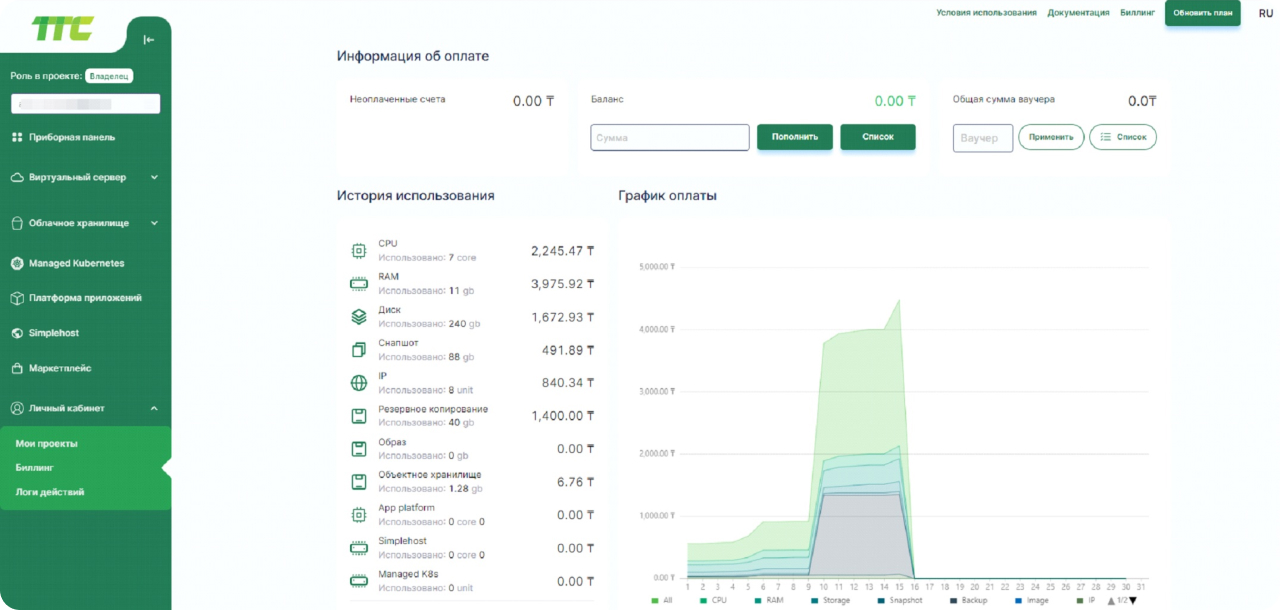 ТТС
Условия использования Документация Биллинг Обновить план RU
Роль в проекте: Владелец
Приборная панель
Виртуальный сервер
Облачное хранилище
Managed Kubernetes
Платформа приложений
Simplehost
Маркетплейс
Личный кабинет
Мои проекты
Биллинг
Логи действий
Информация об оплате
Неоплаченные счета 0.00 ₸
Баланс 0.00 ₸
Сумма Пополнить Список
Общая сумма ваучера 0.0₸
Ваучер Применить Список
История использования
CPU
Использовано: 7 core 2,245.47 ₸
RAM
Использовано: 11 gb 3,975.92 ₸
Диск
Использовано: 240 gb 1,672.93 ₸
Снапшот
Использовано: 88 gb 491.89 ₸
IP
Использовано: 8 unit 840.34 ₸
Резервное копирование
Использовано: 40 gb 1,400.00 ₸
Образ
Использовано: 0 gb 0.00 ₸
Объектное хранилище
Использовано: 1.28 gb 6.76 ₸
App platform
Использовано: 0 core 0 0.00 ₸
Simplehost
Использовано: 0 core 0 0.00 ₸
Managed K8s
Использовано: 0 unit 0.00 ₸
График оплаты
5,000.00 ₸
4,000.00 ₸
3,000.00 ₸
2,000.00 ₸
1,000.00 ₸
0.00 ₸
1 2 3 4 5 6 7 8 9 10 11 12 13 14 15 16 17 18 19 20 21 22 23 24 25 26 27 28 29 30 31
All CPU RAM Storage Snapshot Backup Image IP 1/2